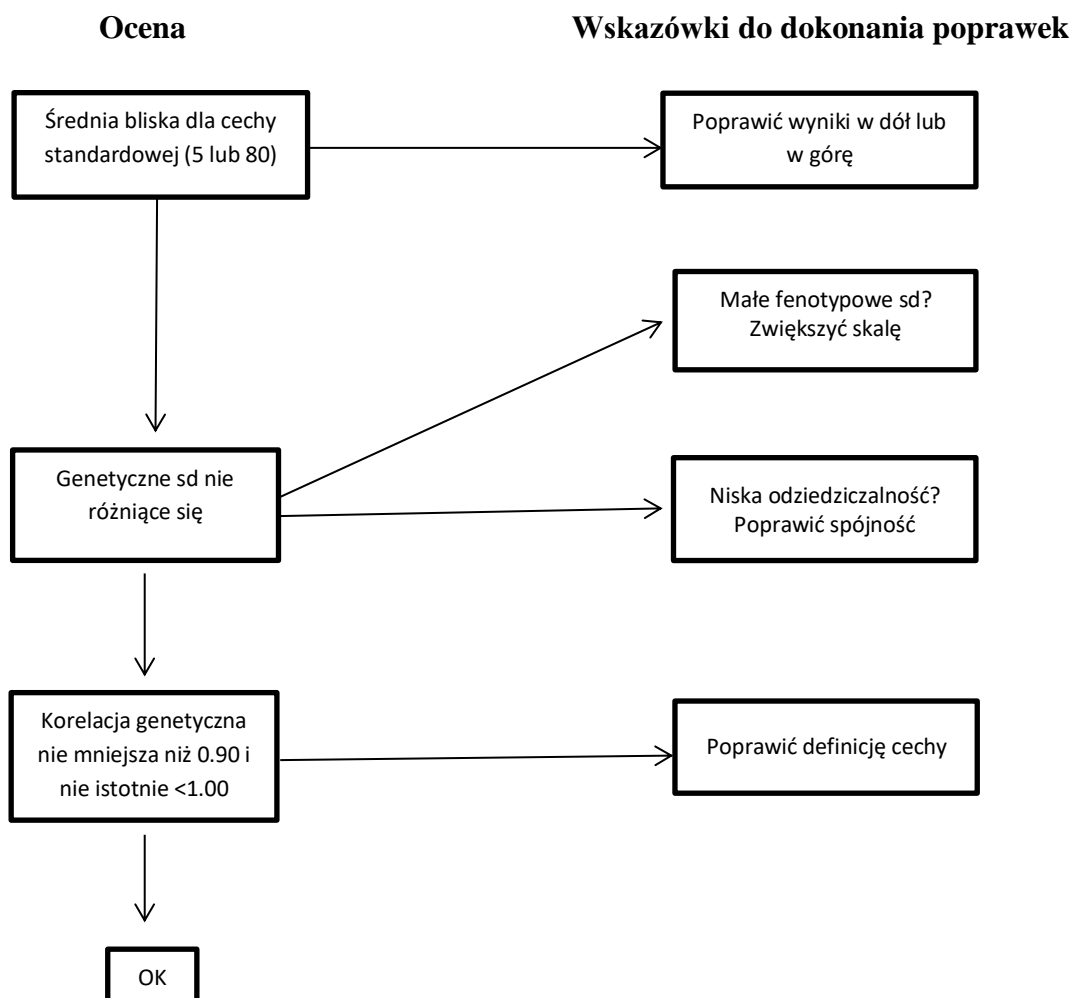 Ocena
Wskazówki do dokonania poprawek
Średnia bliska dla cechy
standardowej (5 lub 80)
Poprawić wyniki w dół lub
w górę
Małe fenotypowe sd?
Zwiększyć skalę
Genetyczne sd nie
różniące się
Niska odziedziczalność?
Poprawić spójność
Korelacja genetyczna
nie mniejsza niż 0.90 i
nie istotnie <1.00
Poprawić definicję cechy
OK